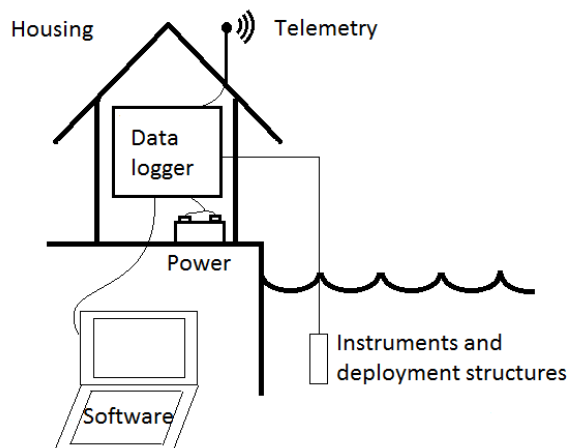 Housing
Telemetry
Data
logger
Power
Instruments and
deployment structures
Software